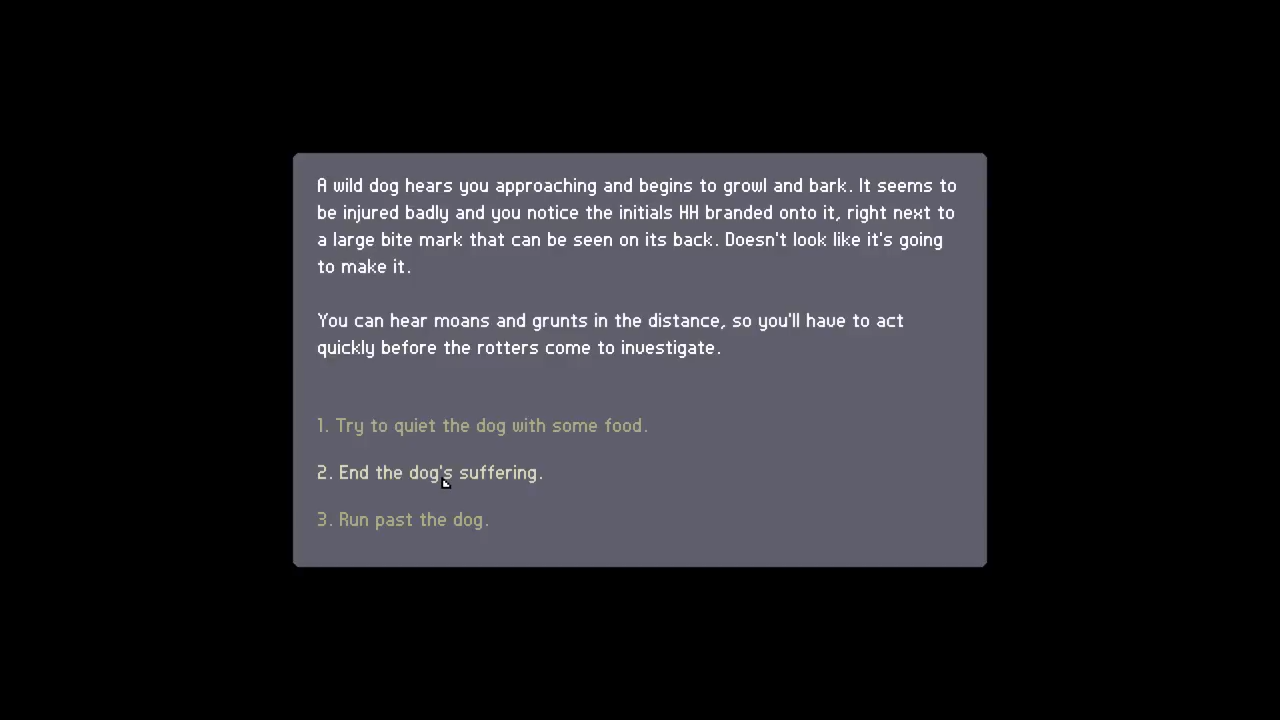 A wild dog hears you approaching and begins to growl and bark. It seems to
be injured badly and you notice the initials HH branded onto it, right next to
a large bite mark that can be seen on its back. Doesn't look like it's going
to make it.
You can hear moans and grunts in the distance, so you'll have to act
quickly before the rotters come to investigate.
1. Try to quiet the dog with some food.
2. End the dog's suffering.
3. Run past the dog.